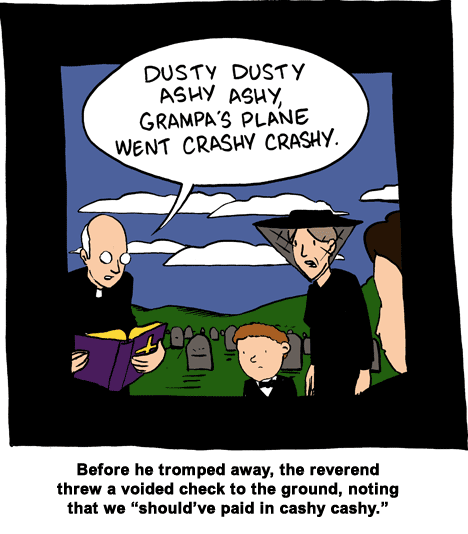 DUSTY DUSTY
ASHY ASHY,
GRAMPA'S PLANE
WENT CRASHY CRASHY.
Before he tromped away, the reverend
threw a voided check to the ground, noting
that we “should’ve paid in cashy cashy.”